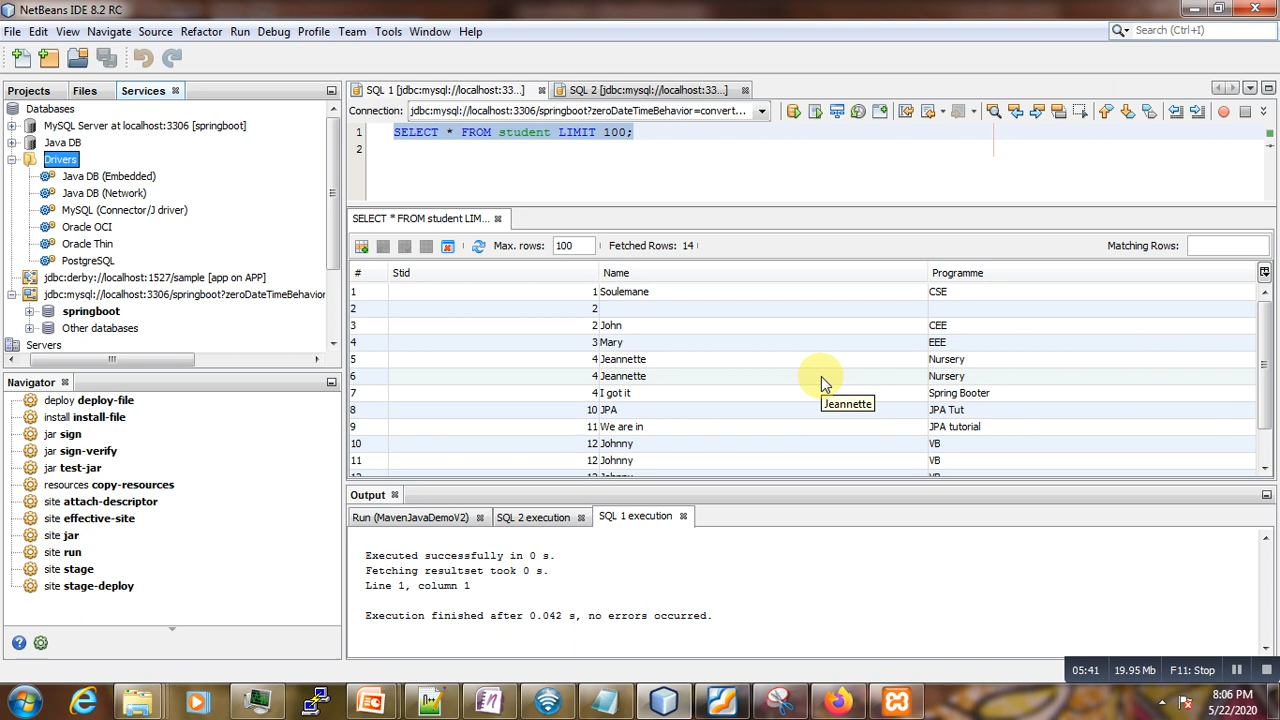 NetBeans IDE 8.2 RC
File Edit View Navigate Source Refactor Run Debug Profile Team Tools Window Help
Search (Ctrl+I)
Projects Files Services
Databases
MySQL Server at localhost:3306 [springboot]
Java DB
Drivers
Java DB (Embedded)
Java DB (Network)
MySQL (Connector/J driver)
Oracle OCI
Oracle Thin
PostgreSQL
jdbc:derby://localhost:1527/sample [app on APP]
jdbc:mysql://localhost:3306/springboot?zeroDateTimeBehavior
springboot
Other databases
Servers
Navigator
deploy deploy-file
install install-file
jar sign
jar sign-verify
jar test-jar
resources copy-resources
site attach-descriptor
site effective-site
site jar
site run
site stage
site stage-deploy
SQL 1 [jdbc:mysql://localhost:33...] SQL 2 [jdbc:mysql://localhost:33...]
Connection: jdbc:mysql://localhost:3306/springboot?zeroDateTimeBehavior=convert...
1 SELECT * FROM student LIMIT 100;
2
SELECT * FROM student LIM...
Max. rows: 100 Fetched Rows: 14 Matching Rows:
# Stid Name Programme
1 1 Soulemane CSE
2 2
3 2 John CEE
4 3 Mary EEE
5 4 Jeannette Nursery
6 4 Jeannette Nursery
7 4 I got it Spring Booter
8 10 JPA JPA Tut
9 11 We are in JPA tutorial
10 12 Johnny VB
11 12 Johnny VB
12 12 Johnny VB
Jeannette
Output
Run (MavenJavaDemoV2) SQL 2 execution SQL 1 execution
Executed successfully in 0 s.
Fetching resultset took 0 s.
Line 1, column 1
Execution finished after 0.042 s, no errors occurred.
05:41 19.95 Mb F11: Stop
8:06 PM
5/22/2020